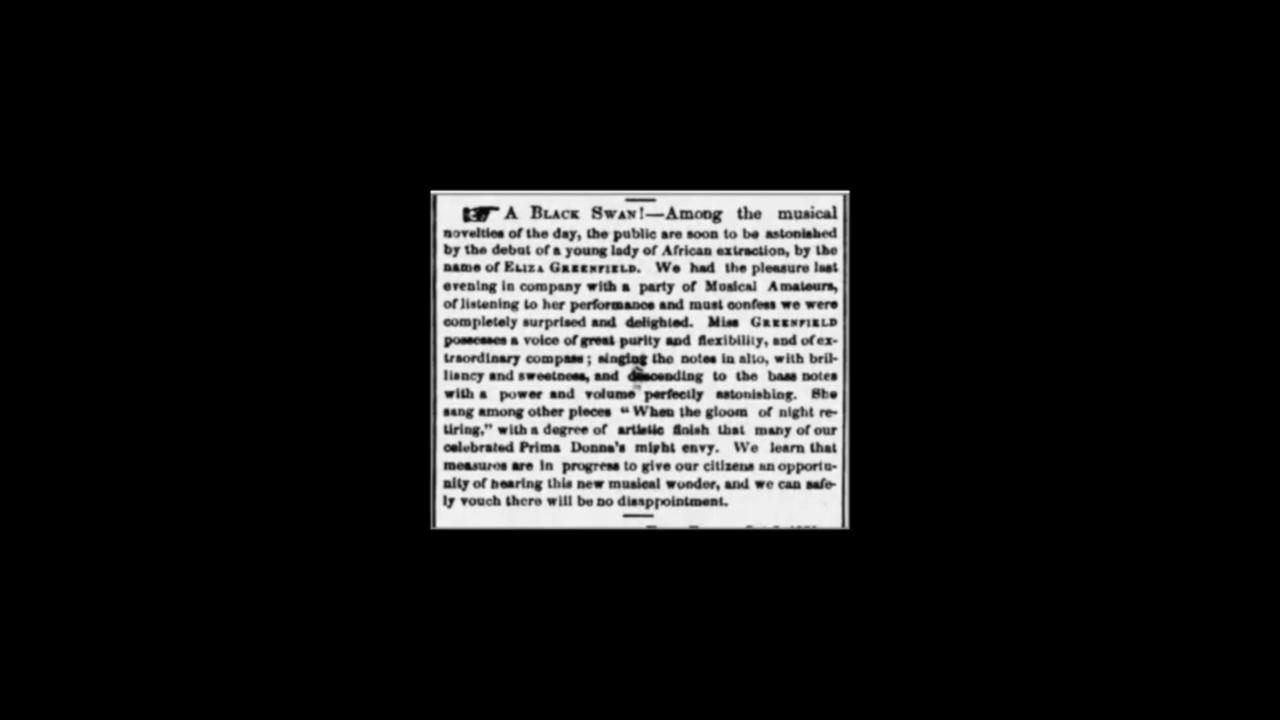 A BLACK SWAN!—Among the musical
novelties of the day, the public are soon to be astonished
by the debut of a young lady of African extraction, by the
name of ELIZA GREENFIELD. We had the pleasure last
evening in company with a party of Musical Amateurs,
of listening to her performance and must confess we were
completely surprised and delighted. Miss GREENFIELD
possesses a voice of great purity and flexibility, and of ex-
traordinary compass; singing the notes in alto, with bril-
liancy and sweetness, and descending to the bass notes
with a power and volume perfectly astonishing. She
sang among other pieces “When the gloom of night re-
tiring,” with a degree of artistic finish that many of our
celebrated Prima Donna's might envy. We learn that
measures are in progress to give our citizens an opportu-
nity of hearing this new musical wonder, and we can safe-
ly vouch there will be no disappointment.